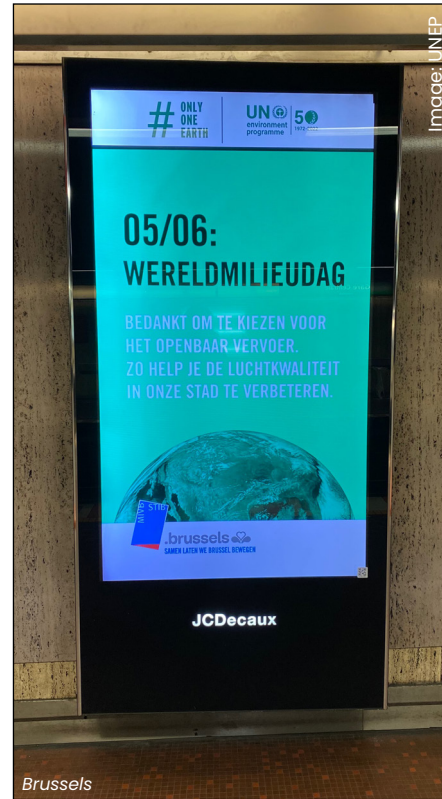 Image: UNEP
# ONLY
ONE
EARTH
UN
environment
programme
50
05/06:
WERELDMILIEUDAG
BEDANKT OM TE KIEZEN VOOR
HET OPENBAAR VERVOER.
ZO HELP JE DE LUCHTKWALITEIT
IN ONZE STAD TE VERBETEREN.
STIB
MIVB
.brussels
SAMEN LATEN WE BRUSSEL BEWEGEN
JCDecaux
Brussels